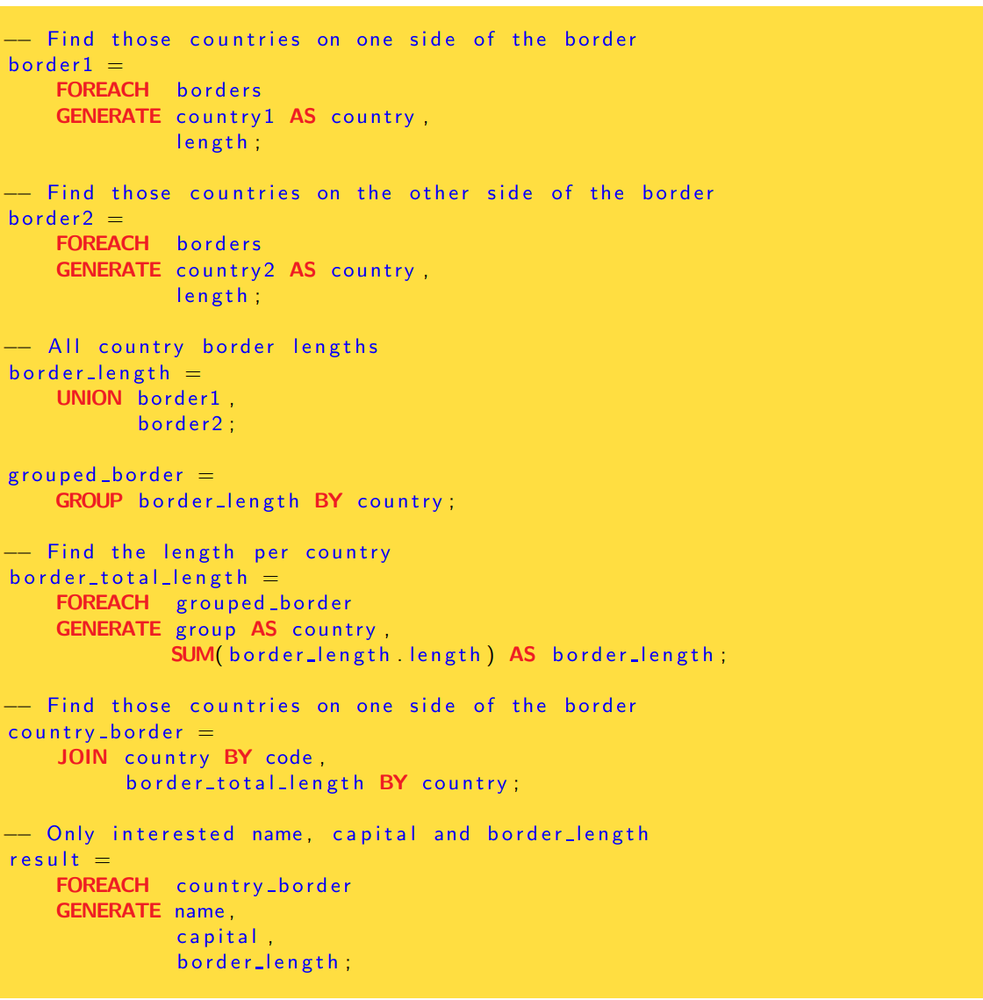 -- Find those countries on one side of the border
border1 =
    FOREACH borders
    GENERATE country1 AS country,
             length;

-- Find those countries on the other side of the border
border2 =
    FOREACH borders
    GENERATE country2 AS country,
             length;

-- All country border lengths
border_length =
    UNION border1,
          border2;

grouped_border =
    GROUP border_length BY country;

-- Find the length per country
border_total_length =
    FOREACH grouped_border
    GENERATE group AS country,
             SUM(border_length.length) AS border_length;

-- Find those countries on one side of the border
country_border =
    JOIN country BY code,
         border_total_length BY country;

-- Only interested name, capital and border_length
result =
    FOREACH country_border
    GENERATE name,
             capital,
             border_length;